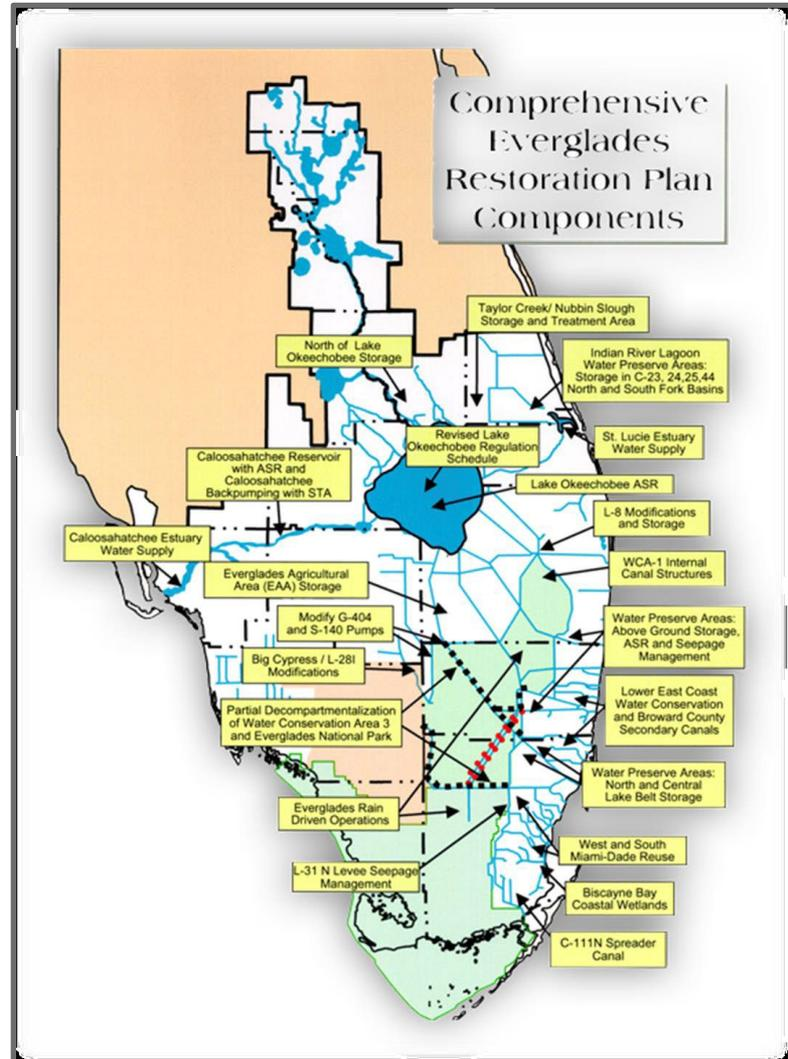 Comprehensive
Everglades
Restoration Plan
Components
Taylor Creek/ Nubbin Slough
Storage and Treatment Area
North of Lake
Okeechobee Storage
Indian River Lagoon
Water Preserve Areas:
Storage in C-23, 24,25,44
North and South Fork Basins
Revised Lake
Okeechobee Regulation
Schedule
St. Lucie Estuary
Water Supply
Caloosahatchee Reservoir
with ASR and
Caloosahatchee
Backpumping with STA
Lake Okeechobee ASR
L-8 Modifications
and Storage
Caloosahatchee Estuary
Water Supply
WCA-1 Internal
Canal Structures
Everglades Agricultural
Area (EAA) Storage
Modify G-404
and S-140 Pumps
Water Preserve Areas:
Above Ground Storage,
ASR and Seepage
Management
Big Cypress / L-28I
Modifications
Lower East Coast
Water Conservation
and Broward County
Secondary Canals
Partial Decompartmentalization
of Water Conservation Area 3
and Everglades National Park
Water Preserve Areas:
North and Central
Lake Belt Storage
Everglades Rain
Driven Operations
West and South
Miami-Dade Reuse
L-31 N Levee Seepage
Management
Biscayne Bay
Coastal Wetlands
C-111N Spreader
Canal